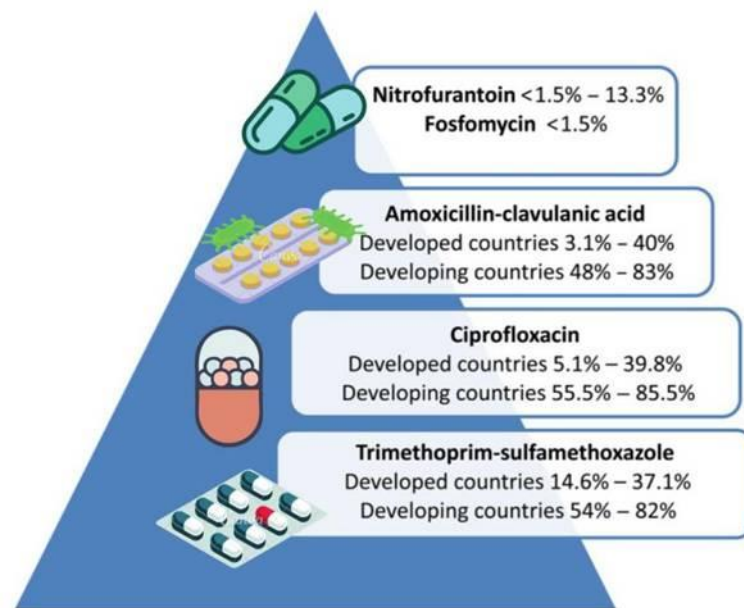 Nitrofurantoin <1.5% – 13.3%
Fosfomycin <1.5%
Amoxicillin-clavulanic acid
Developed countries 3.1% – 40%
Developing countries 48% – 83%
Ciprofloxacin
Developed countries 5.1% – 39.8%
Developing countries 55.5% – 85.5%
Trimethoprim-sulfamethoxazole
Developed countries 14.6% – 37.1%
Developing countries 54% – 82%